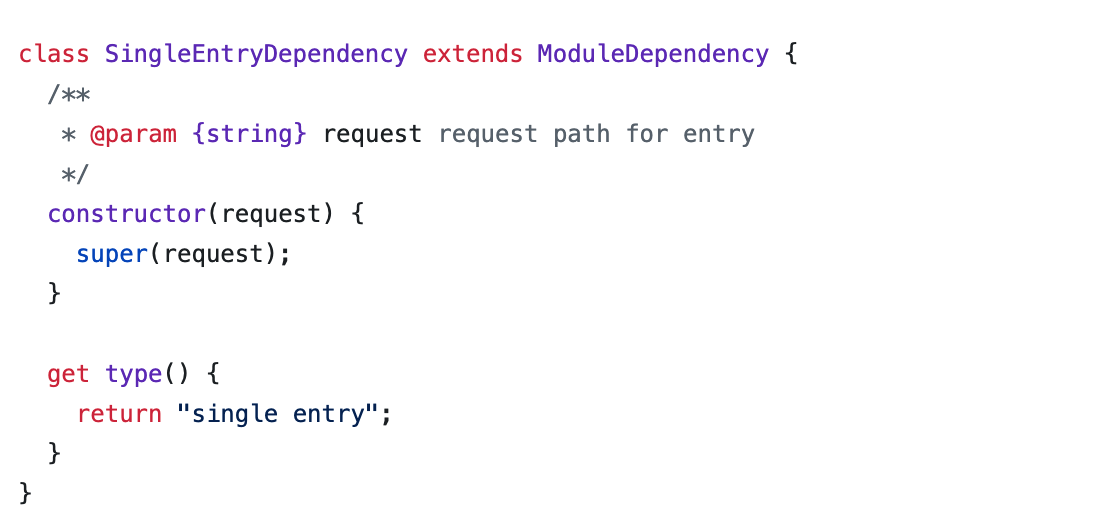 class SingleEntryDependency extends ModuleDependency {
  /**
   * @param {string} request request path for entry
   */
  constructor(request) {
    super(request);
  }

  get type() {
    return "single entry";
  }
}